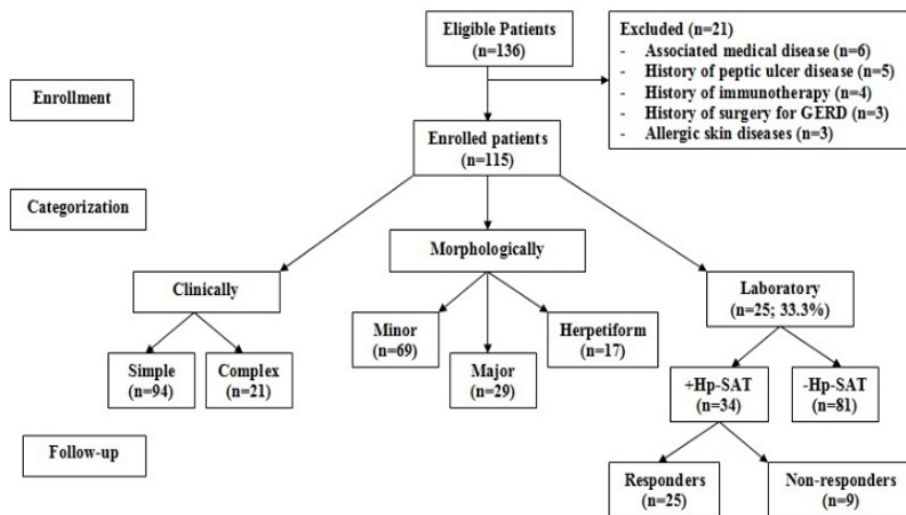 Eligible Patients
(n=136)
Excluded (n=21)
- Associated medical disease (n=6)
- History of peptic ulcer disease (n=5)
- History of immunotherapy (n=4)
- History of surgery for GERD (n=3)
- Allergic skin diseases (n=3)
Enrollment
Enrolled patients
(n=115)
Categorization
Clinically
Morphologically
Laboratory
(n=25; 33.3%)
Simple
(n=94)
Complex
(n=21)
Minor
(n=69)
Major
(n=29)
Herpetiform
(n=17)
+Hp-SAT
(n=34)
-Hp-SAT
(n=81)
Follow-up
Responders
(n=25)
Non-responders
(n=9)